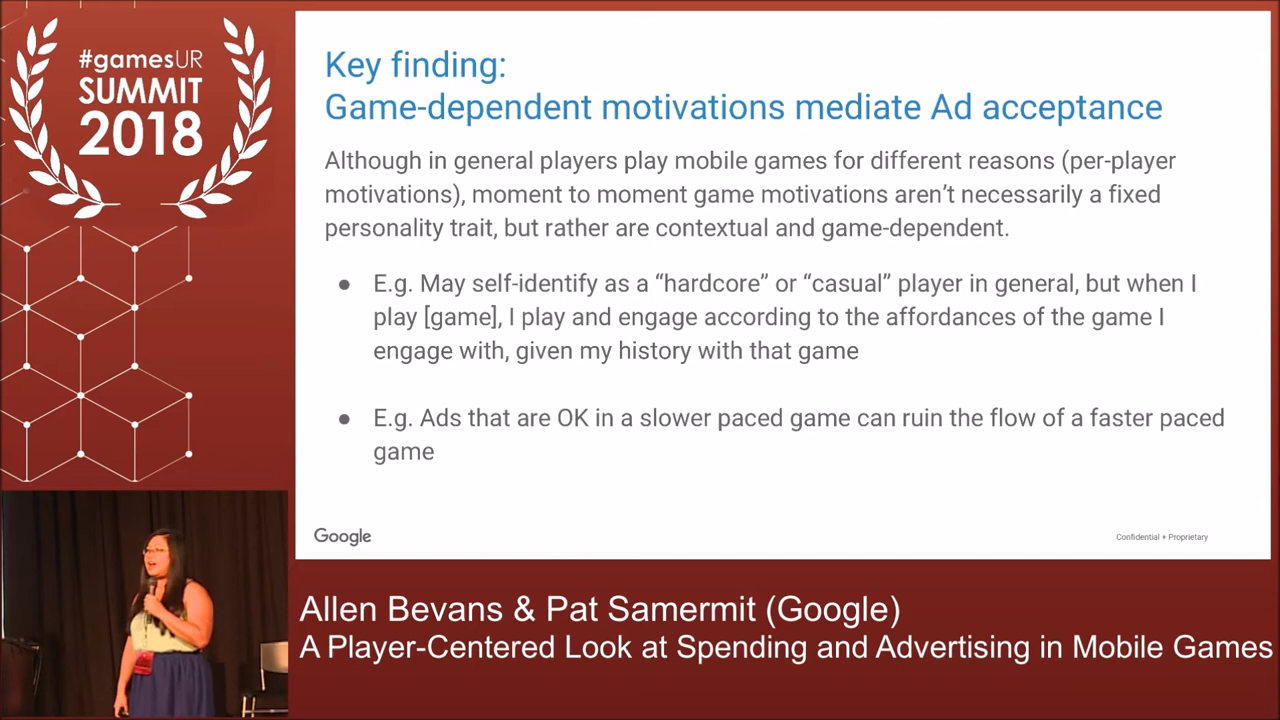 #gamesUR
SUMMIT
2018
Key finding:
Game-dependent motivations mediate Ad acceptance
Although in general players play mobile games for different reasons (per-player
motivations), moment to moment game motivations aren't necessarily a fixed
personality trait, but rather are contextual and game-dependent.
● E.g. May self-identify as a “hardcore” or “casual” player in general, but when I
play [game], I play and engage according to the affordances of the game I
engage with, given my history with that game
● E.g. Ads that are OK in a slower paced game can ruin the flow of a faster paced
game
Google
Confidential + Proprietary
Allen Bevans & Pat Samermit (Google)
A Player-Centered Look at Spending and Advertising in Mobile Games